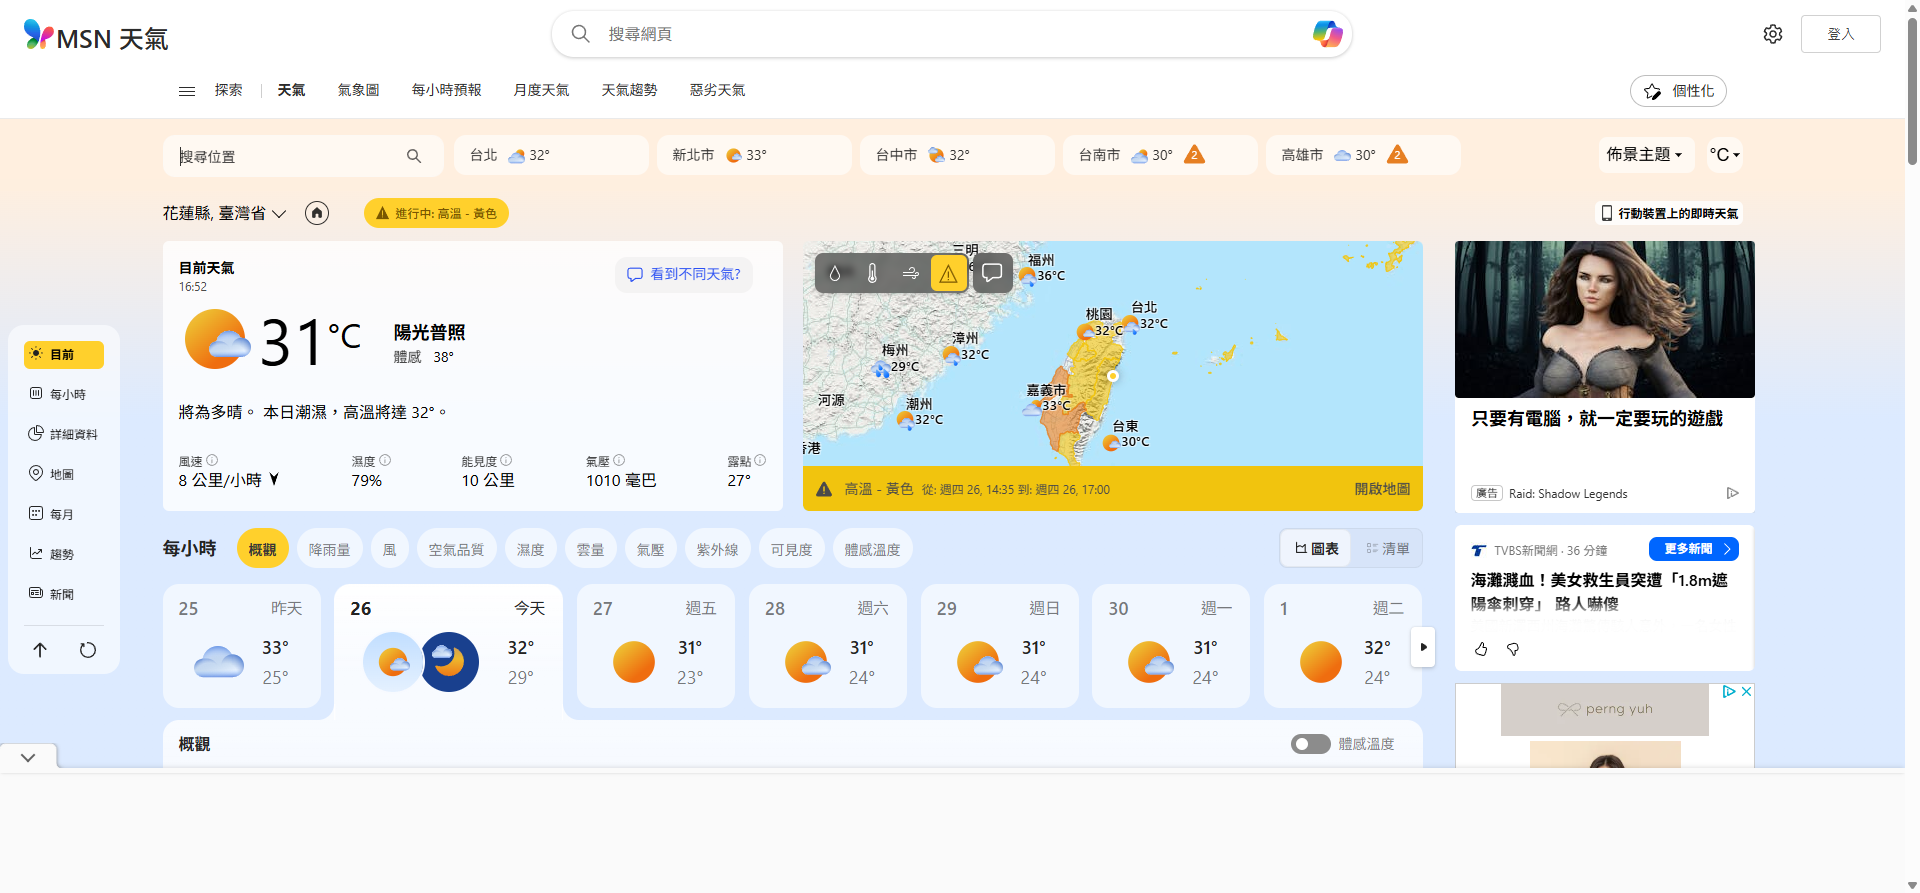 MSN 天氣
搜尋網頁
登入
探索
天氣
氣象圖
每小時預報
月度天氣
天氣趨勢
惡劣天氣
個性化
搜尋位置
台北 32°
新北市 33°
台中市 32°
台南市 30° 2
高雄市 30° 2
佈景主題
°C
花蓮縣, 臺灣省
進行中: 高溫 - 黃色
行動裝置上的即時天氣
目前天氣
16:52
看到不同天氣?
31°C
陽光普照
體感 38°
將為多晴。 本日潮濕，高溫將達 32°。
風速
8 公里/小時
濕度
79%
能見度
10 公里
氣壓
1010 毫巴
露點
27°
三明
福州
36°C
台北
32°C
桃園
32°C
漳州
32°C
梅州
29°C
嘉義市
33°C
河源
潮州
32°C
台東
30°C
香港
高溫 - 黃色 從: 週四 26, 14:35 到: 週四 26, 17:00
開啟地圖
只要有電腦，就一定要玩的遊戲
廣告 Raid: Shadow Legends
目前
每小時
詳細資料
地圖
每月
趨勢
新聞
每小時
概觀
降雨量
風
空氣品質
濕度
雲量
氣壓
紫外線
可見度
體感溫度
圖表
清單
25 昨天
33°
25°
26 今天
32°
29°
27 週五
31°
23°
28 週六
31°
24°
29 週日
31°
24°
30 週一
31°
24°
1 週二
32°
24°
概觀
體感溫度
TVBS新聞網 · 36 分鐘
更多新聞
海灘濺血！美女救生員突遭「1.8m遮
陽傘刺穿」 路人嚇傻
perng yuh